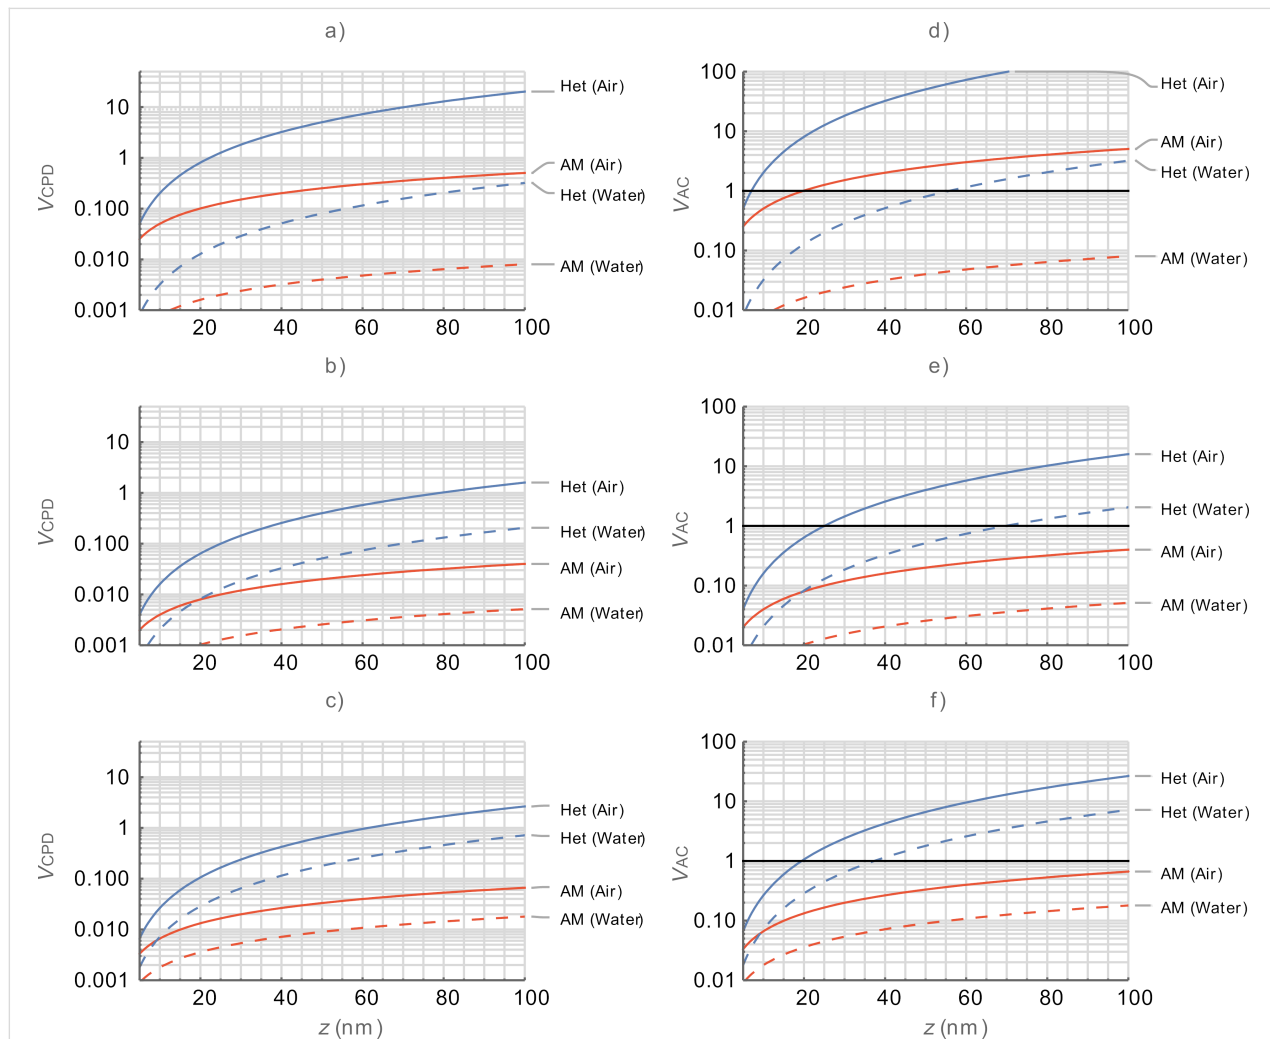 a)
10
1
0.100
0.010
0.001
VCPD
20 40 60 80 100
Het (Air)
AM (Air)
Het (Water)
AM (Water)
d)
100
10
1
0.10
0.01
VAC
20 40 60 80 100
Het (Air)
AM (Air)
Het (Water)
AM (Water)
b)
10
1
0.100
0.010
0.001
VCPD
20 40 60 80 100
Het (Air)
Het (Water)
AM (Air)
AM (Water)
e)
100
10
1
0.10
0.01
VAC
20 40 60 80 100
Het (Air)
Het (Water)
AM (Air)
AM (Water)
c)
10
1
0.100
0.010
0.001
VCPD
20 40 60 80 100
z (nm)
Het (Air)
Het (Water)
AM (Air)
AM (Water)
f)
100
10
1
0.10
0.01
VAC
20 40 60 80 100
z (nm)
Het (Air)
Het (Water)
AM (Air)
AM (Water)